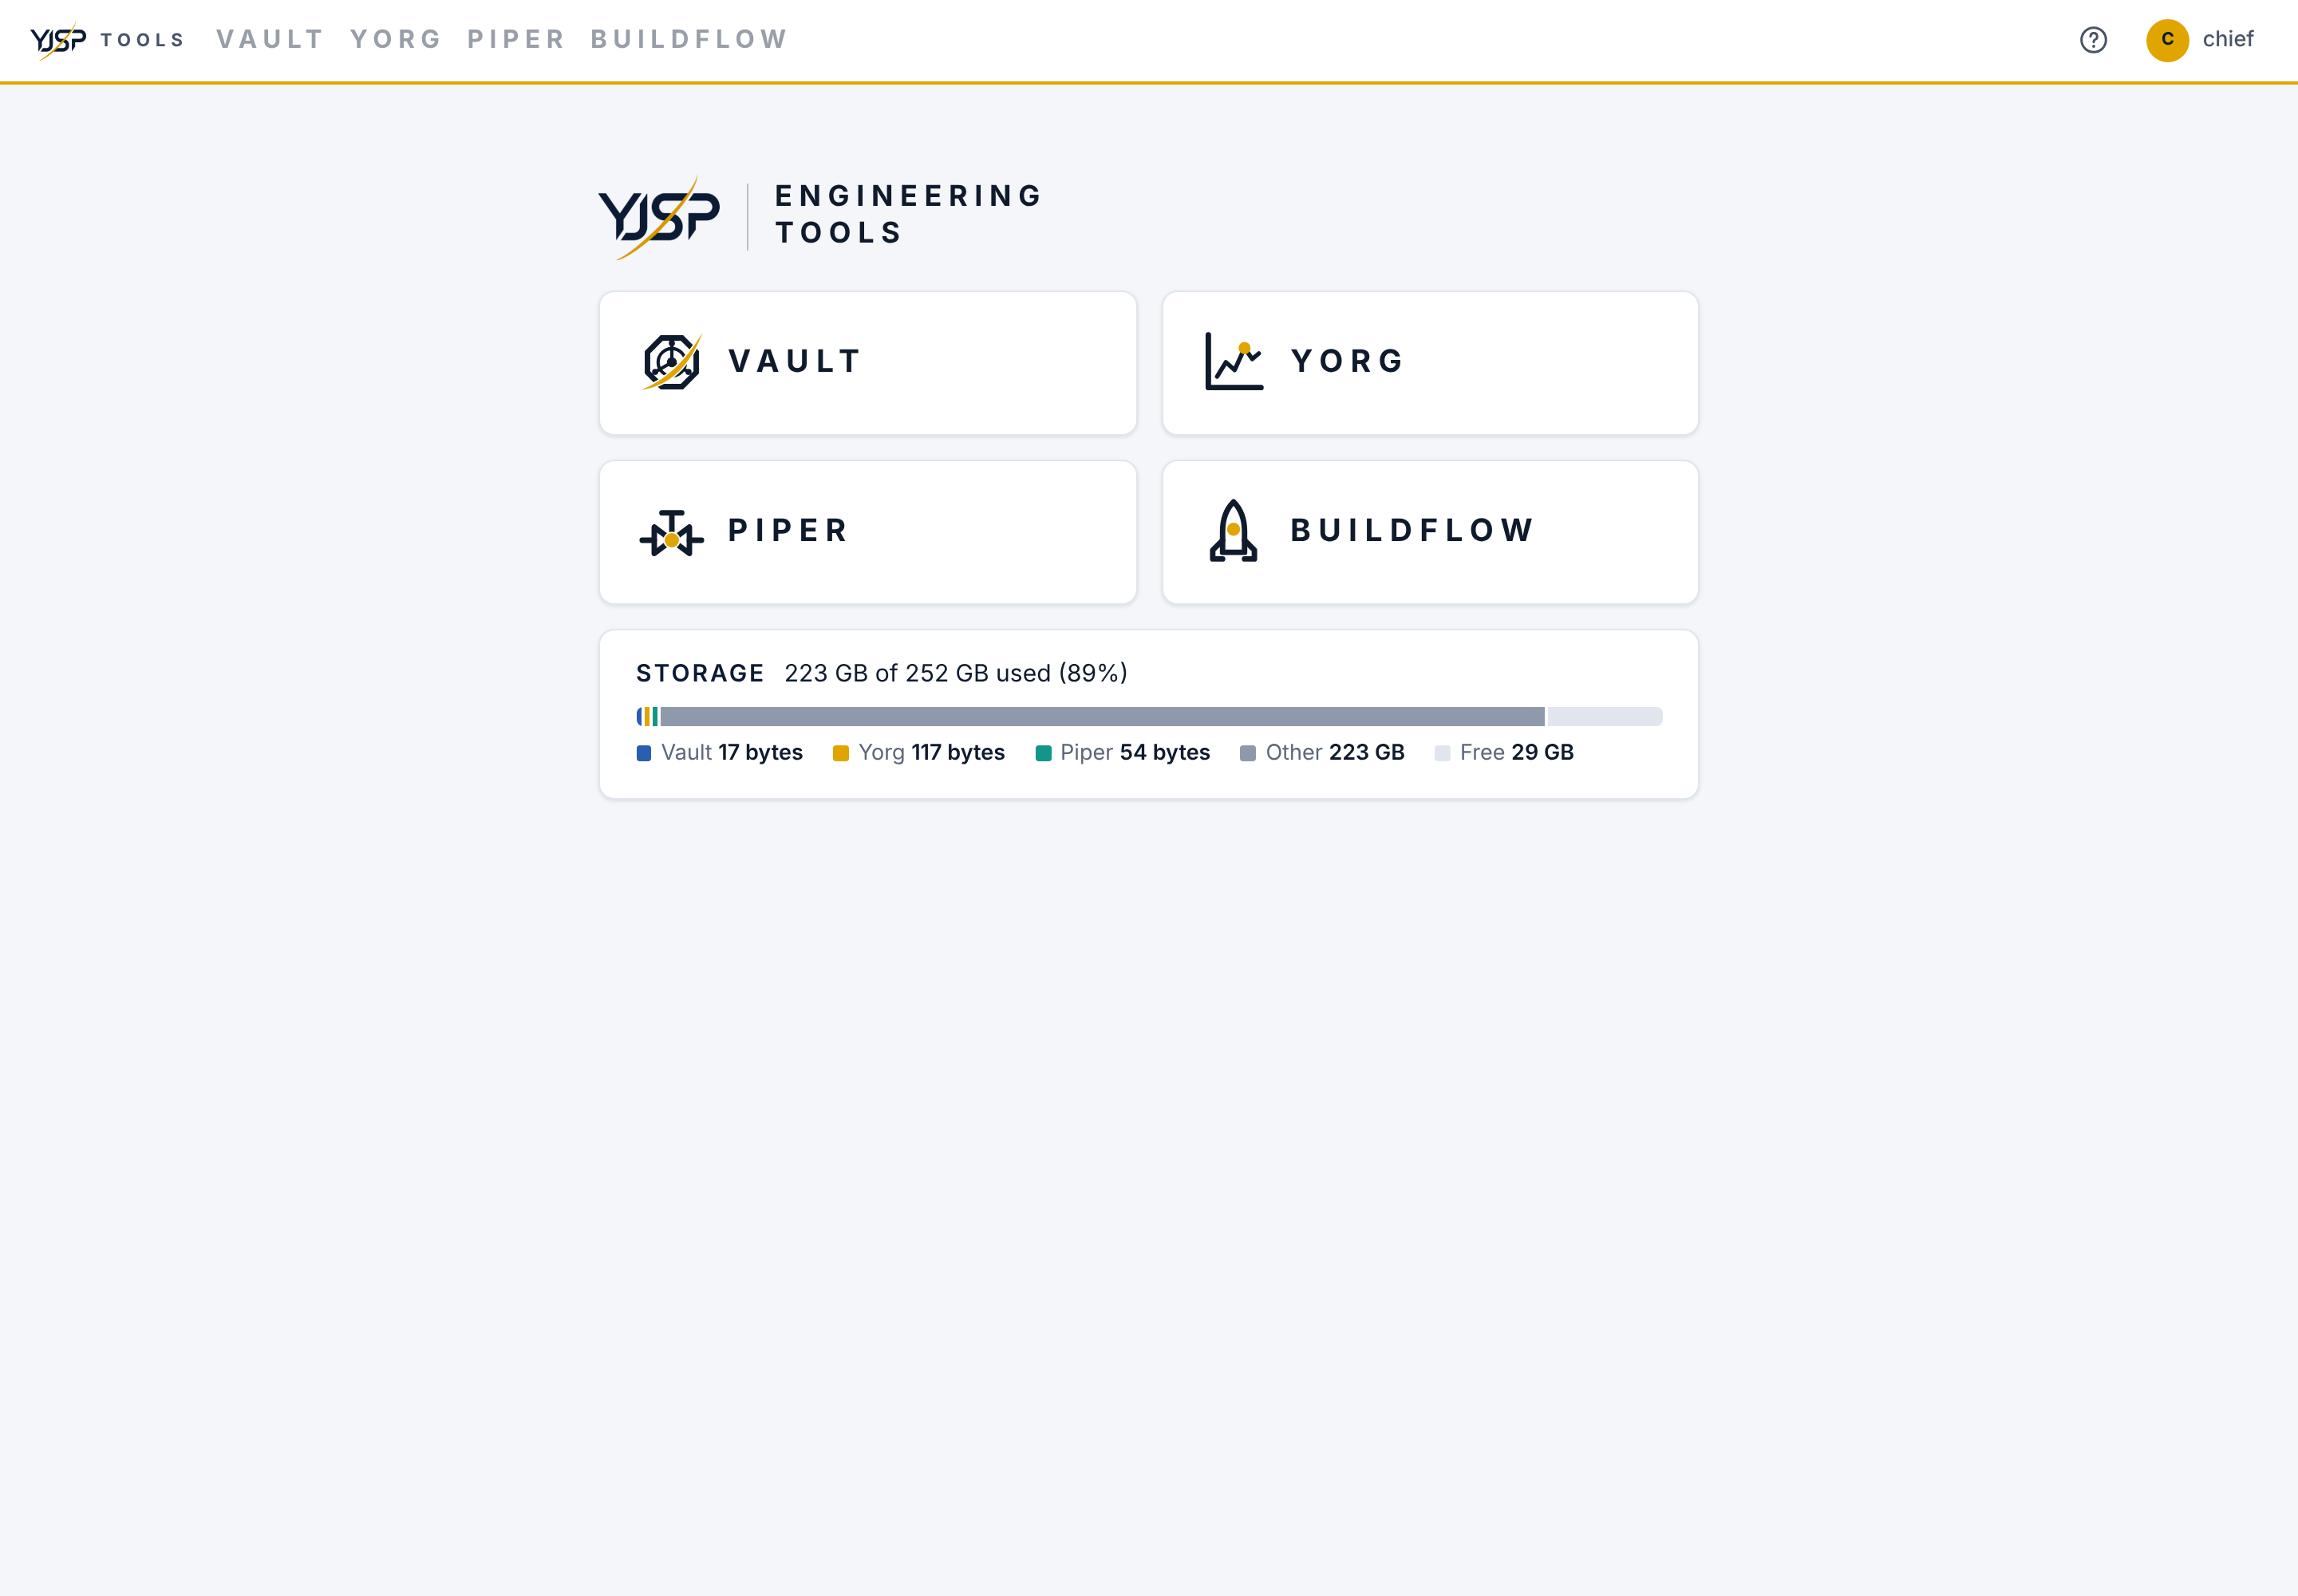 YJSP TOOLS VAULT YORG PIPER BUILDFLOW C chief
YJSP ENGINEERING
TOOLS
VAULT
YORG
PIPER
BUILDFLOW
STORAGE 223 GB of 252 GB used (89%)
Vault 17 bytes Yorg 117 bytes Piper 54 bytes Other 223 GB Free 29 GB